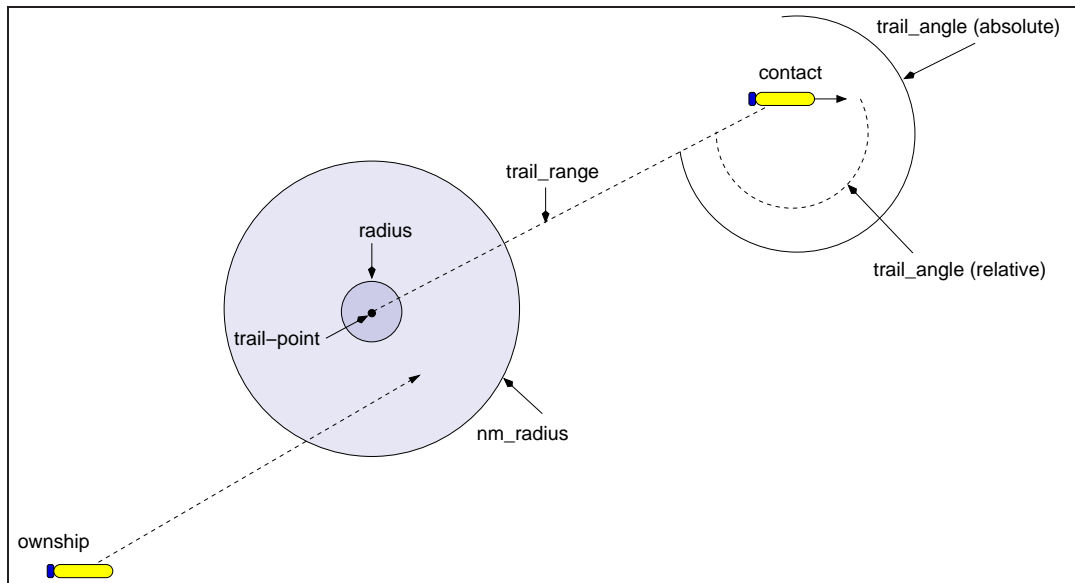 trail_angle (absolute)
contact
trail_range
radius
trail_angle (relative)
trail−point
nm_radius
ownship